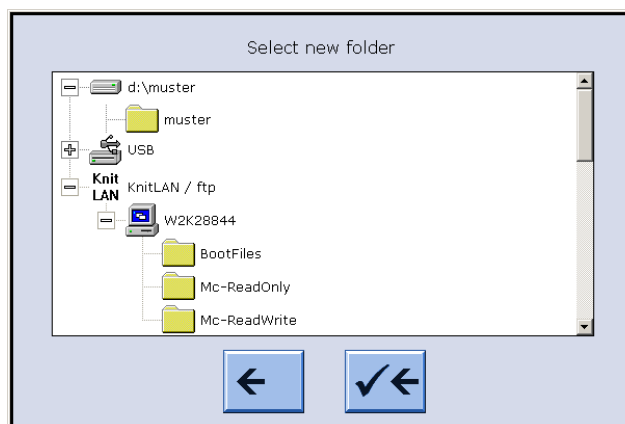 Select new folder
d:\muster
muster
USB
Knit
LAN
KnitLAN / ftp
W2K28844
BootFiles
Mc-ReadOnly
Mc-ReadWrite